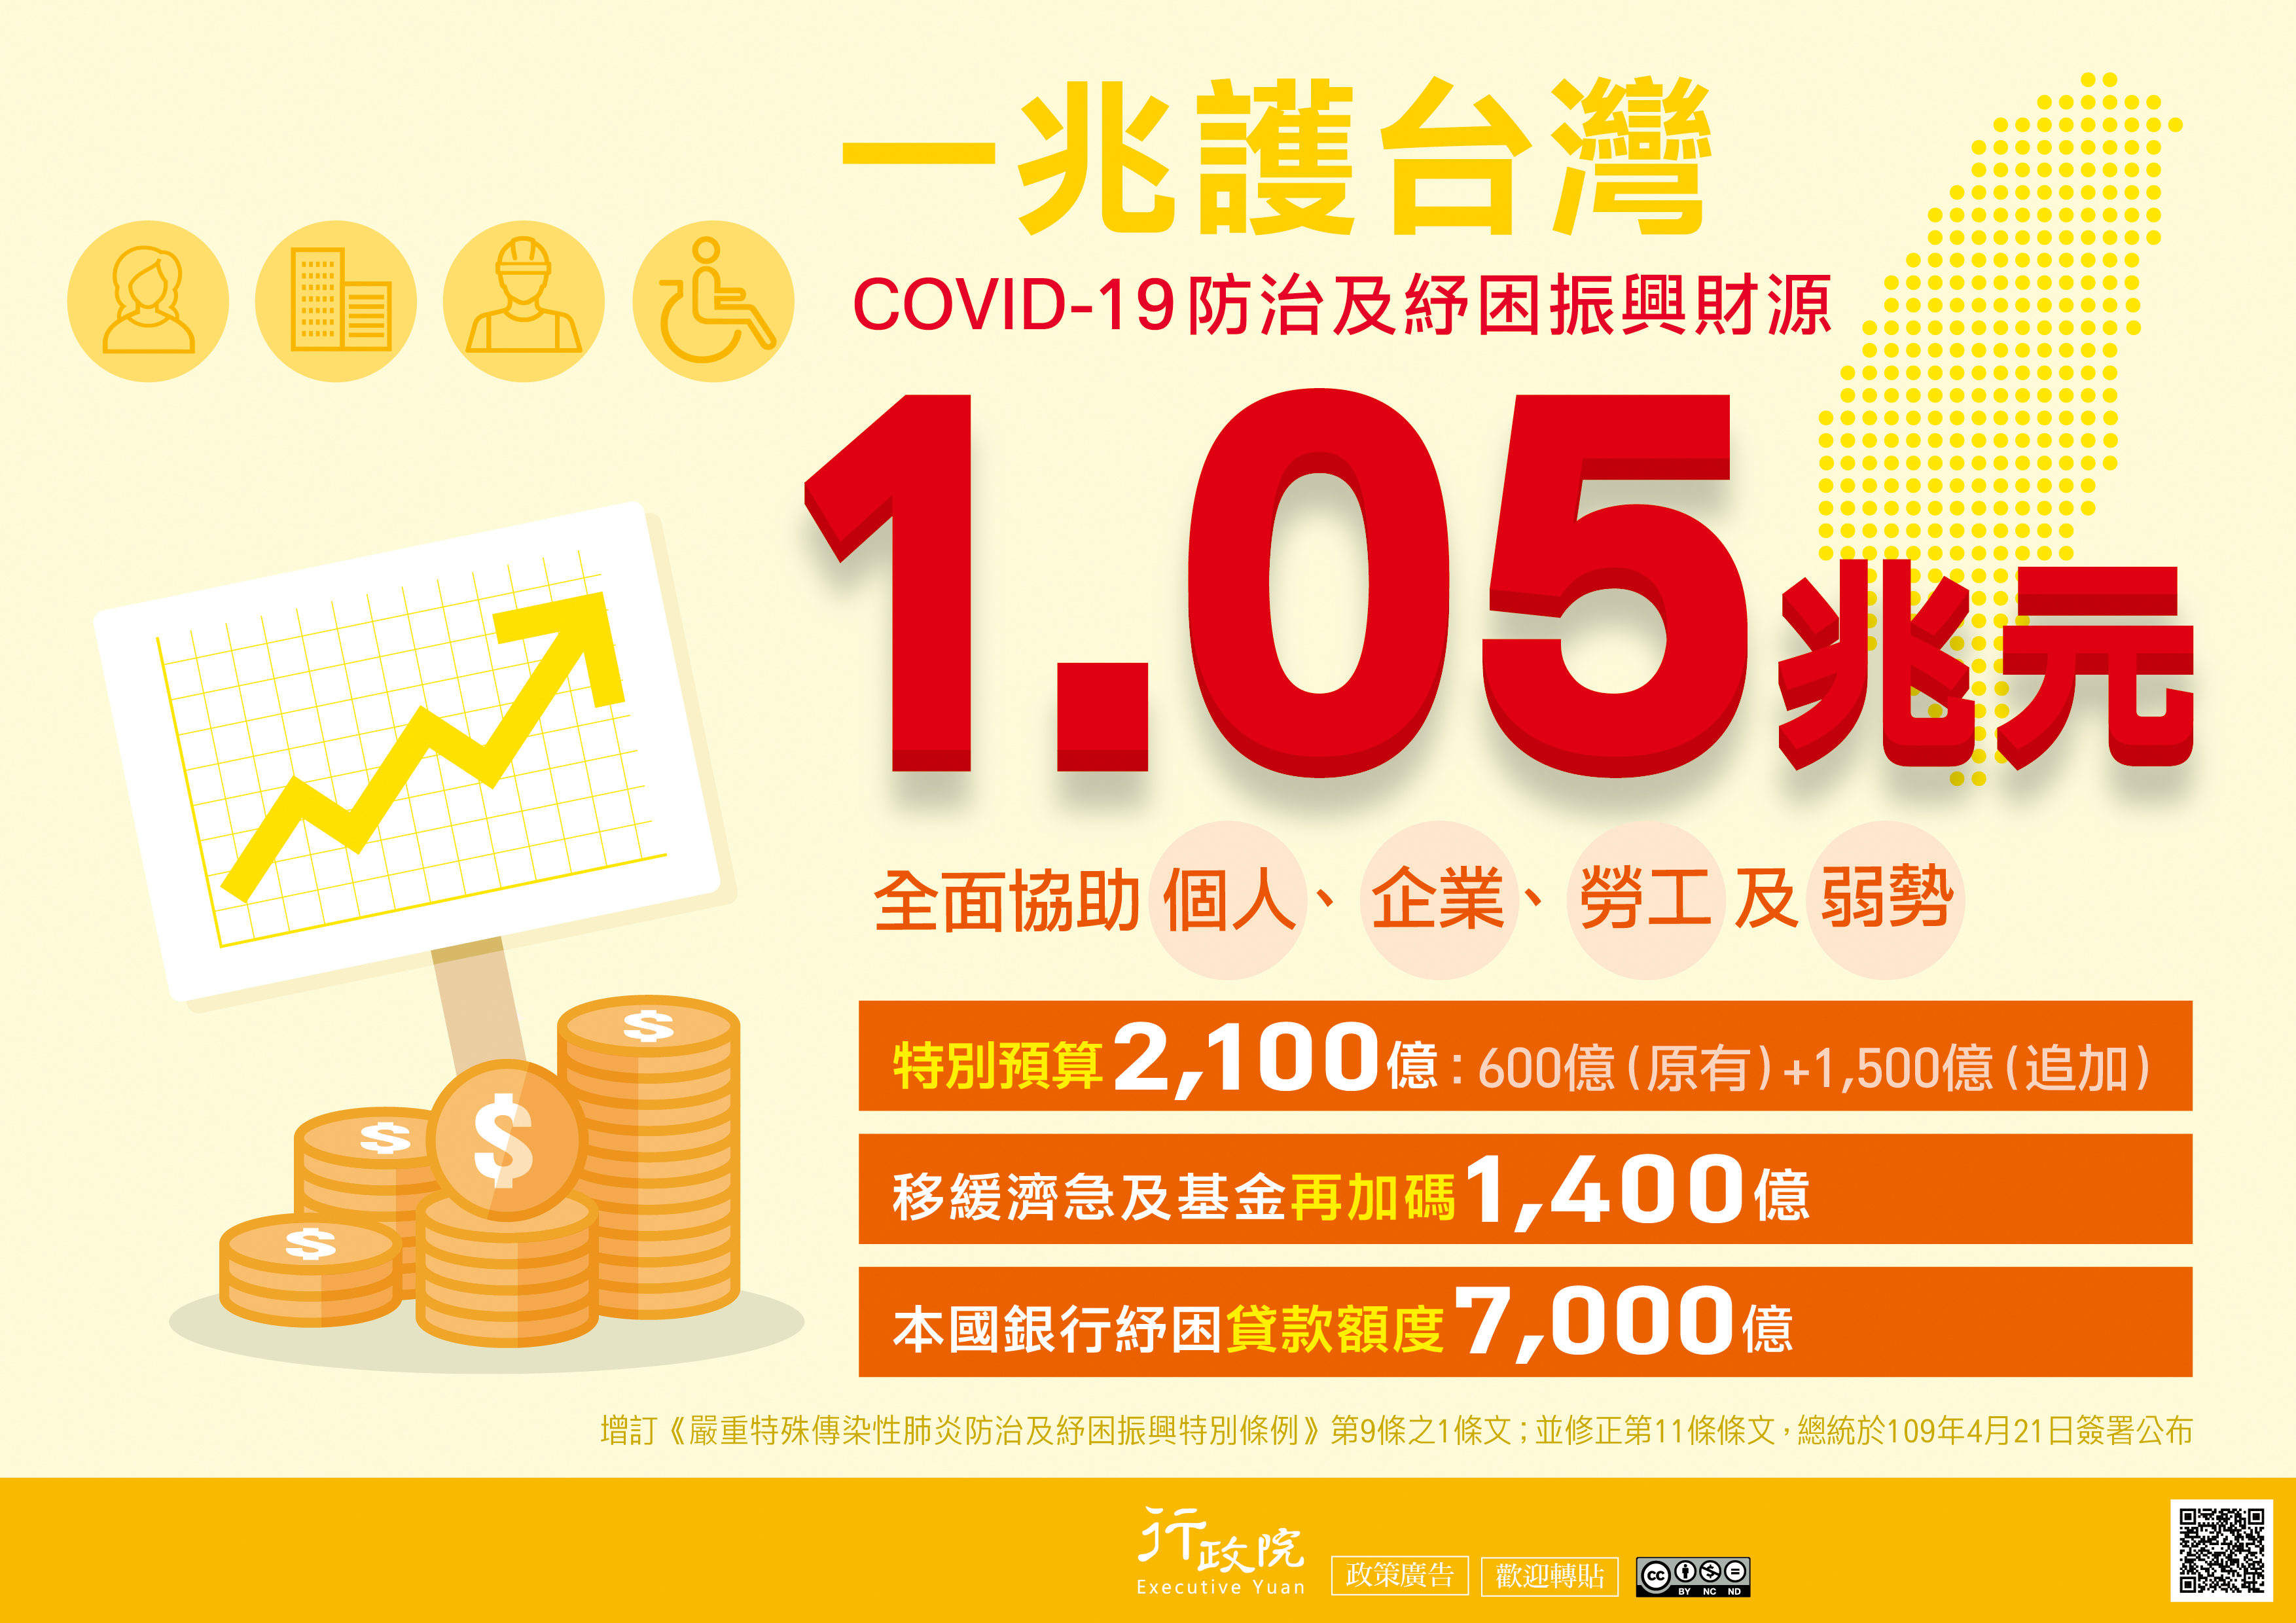 一兆護台灣
COVID-19防治及紓困振興財源
1.05兆元
全面協助 個人、企業、勞工及弱勢
特別預算2,100億：600億(原有)+1,500億(追加)
移緩濟急及基金再加碼1,400億
本國銀行紓困貸款額度7,000億
增訂《嚴重特殊傳染性肺炎防治及紓困振興特別條例》第9條之1條文；並修正第11條條文，總統於109年4月21日簽署公布
$
$
$
$
行政院
Executive Yuan
政策廣告
歡迎轉貼
cc BY NC ND